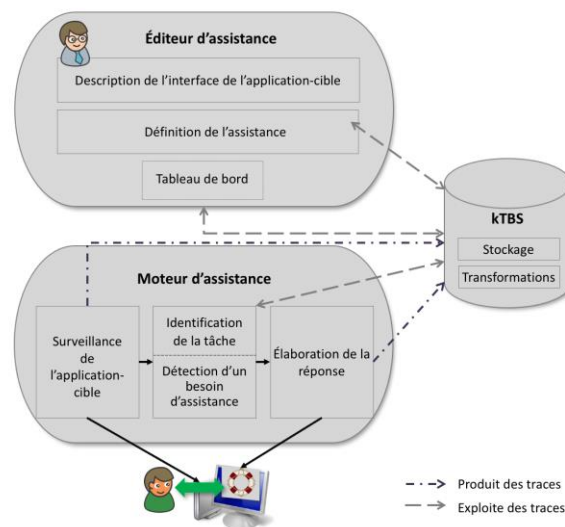 Éditeur d'assistance
Description de l'interface de l'application-cible
Définition de l'assistance
Tableau de bord
kTBS
Stockage
Transformations
Moteur d'assistance
Surveillance
de
l'application-
cible
Identification
de la tâche
Détection d'un
besoin
d'assistance
Élaboration de la
réponse
Produit des traces
Exploite des traces